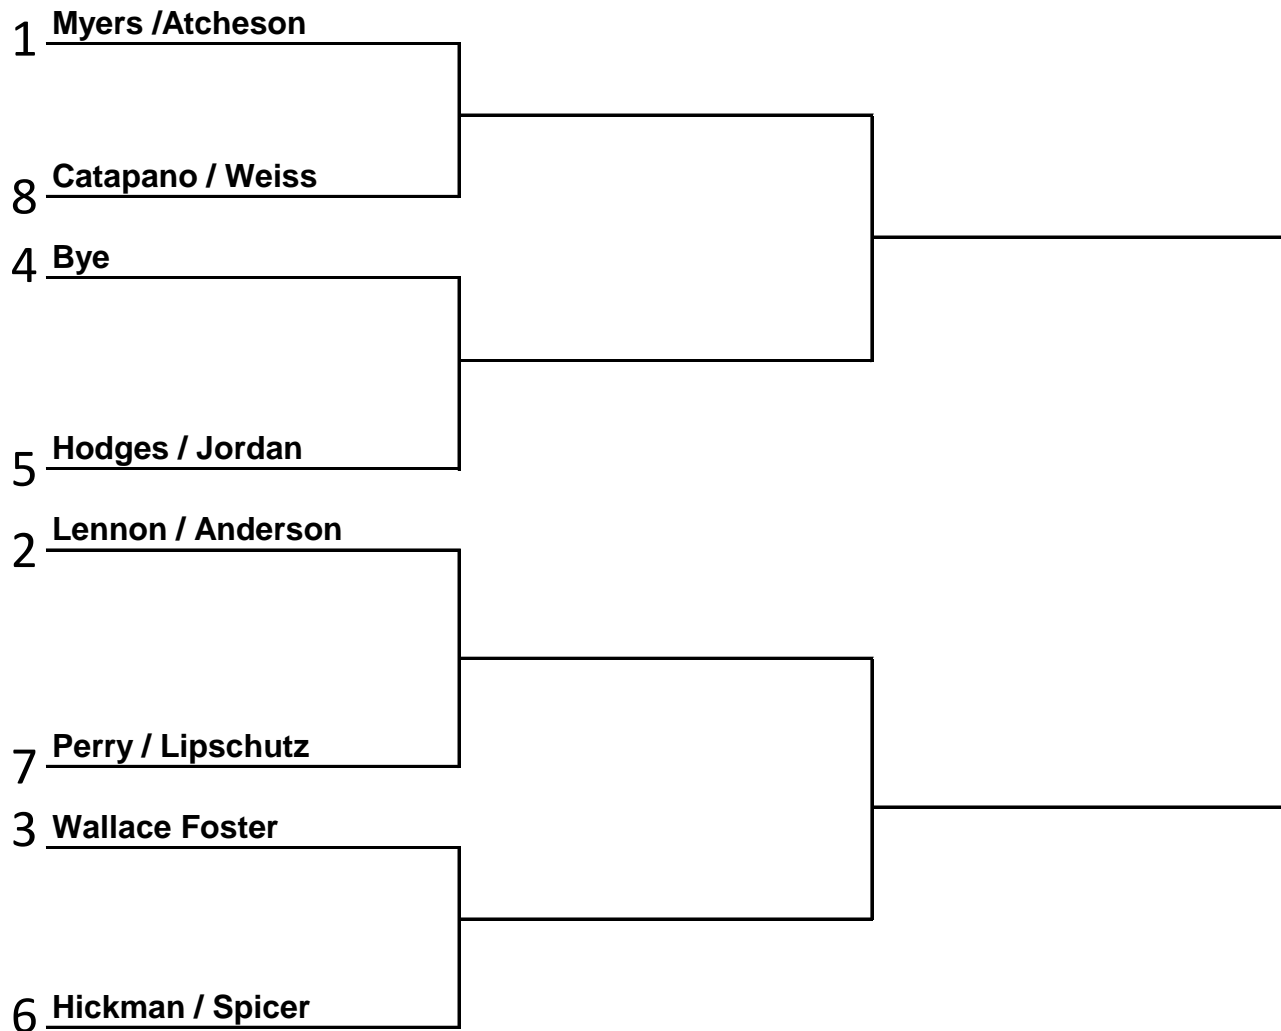 1 Myers /Atcheson
8 Catapano / Weiss
4 Bye
5 Hodges / Jordan
2 Lennon / Anderson
7 Perry / Lipschutz
3 Wallace Foster
6 Hickman / Spicer